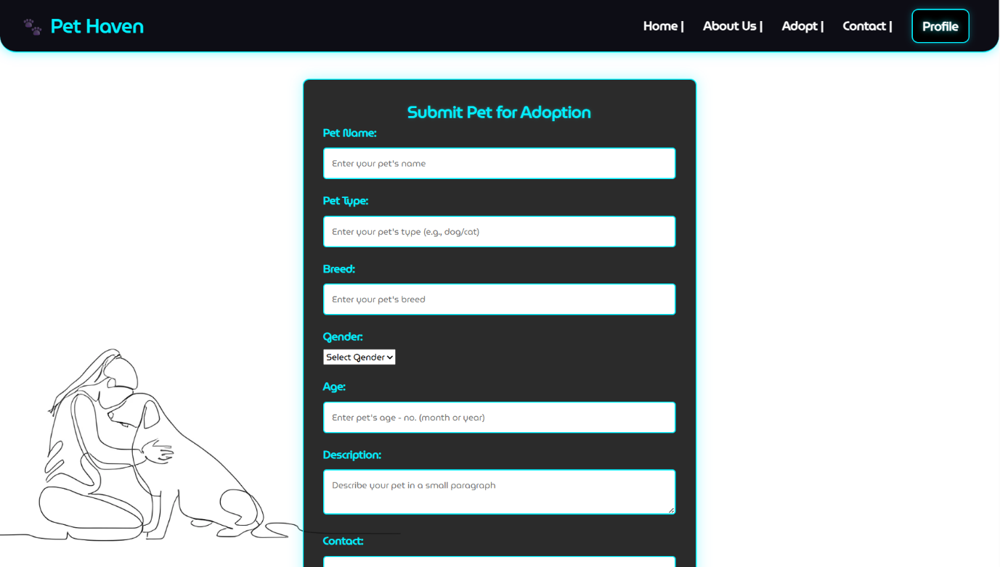 Pet Haven
Home |
About Us |
Adopt |
Contact |
Profile
Submit Pet for Adoption
Pet Name:
Enter your pet's name
Pet Type:
Enter your pet's type (e.g., dog/cat)
Breed:
Enter your pet's breed
Gender:
Select Gender
Age:
Enter pet's age - no. (month or year)
Description:
Describe your pet in a small paragraph
Contact: